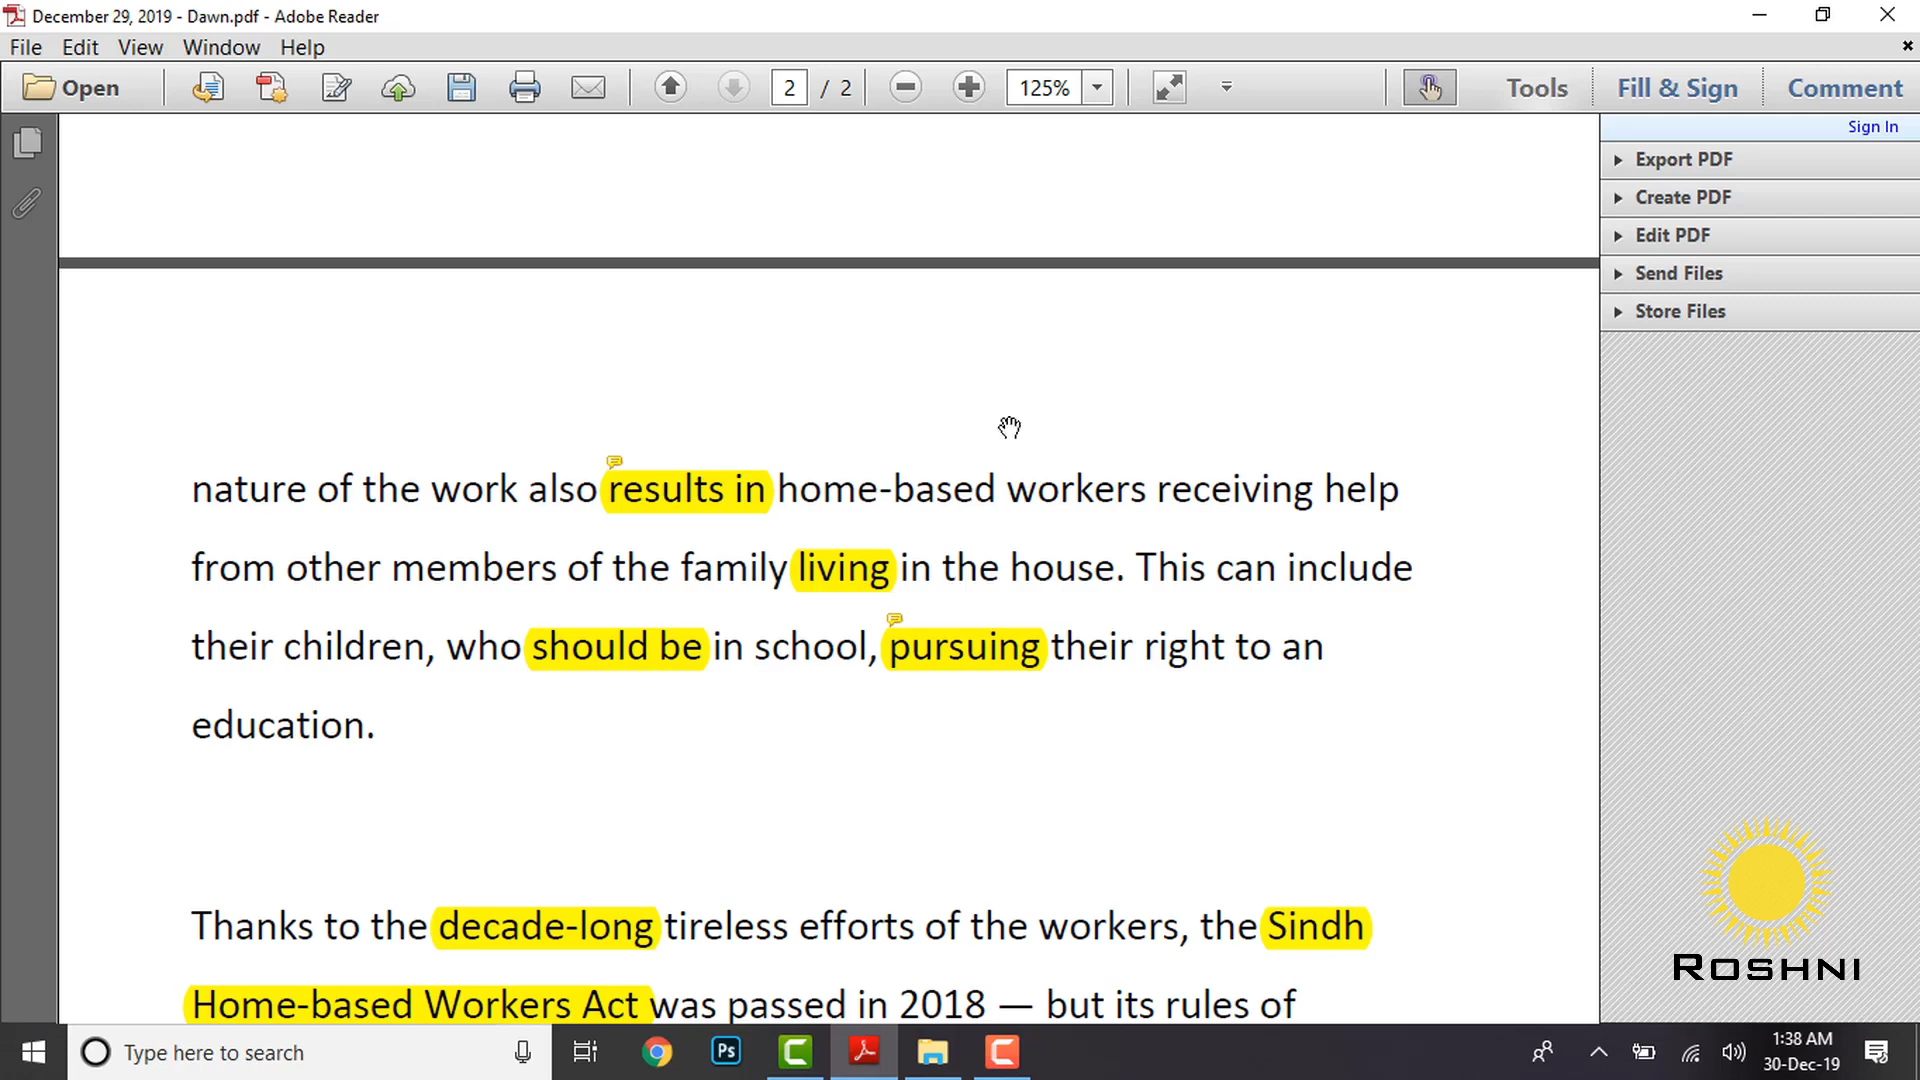 December 29, 2019 - Dawn.pdf - Adobe Reader
File Edit View Window Help
Open 2 / 2 125% Tools Fill & Sign Comment
Sign In
Export PDF
Create PDF
Edit PDF
Send Files
Store Files
nature of the work also results in home-based workers receiving help
from other members of the family living in the house. This can include
their children, who should be in school, pursuing their right to an
education.
Thanks to the decade-long tireless efforts of the workers, the Sindh
Home-based Workers Act was passed in 2018 — but its rules of
ROSHNI
Type here to search
Ps
1:38 AM
30-Dec-19